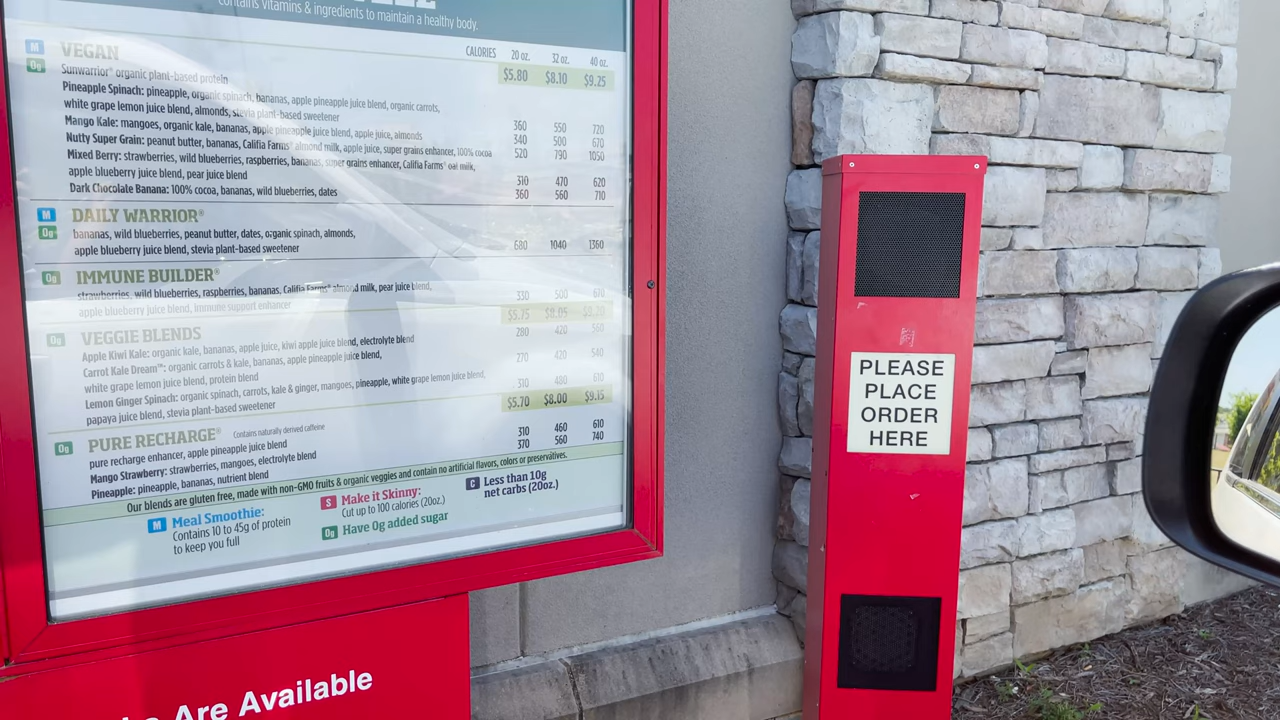 contains vitamins & ingredients to maintain a healthy body.
M VEGAN CALORIES 20 oz. 32 oz. 40 oz.
Og Sunwarrior® organic plant-based protein $5.80 $8.10 $9.25
Pineapple Spinach: pineapple, organic spinach, bananas, apple pineapple juice blend, organic carrots,
white grape lemon juice blend, almonds, stevia plant-based sweetener 360 550 720
Mango Kale: mangoes, organic kale, bananas, apple pineapple juice blend, apple juice, almonds 340 500 670
Nutty Super Grain: peanut butter, bananas, Califia Farms® almond milk, apple juice, super grains enhancer, 100% cocoa 520 790 1050
Mixed Berry: strawberries, wild blueberries, raspberries, bananas, super grains enhancer, Califia Farms® oat milk,
apple blueberry juice blend, pear juice blend 310 470 620
Dark Chocolate Banana: 100% cocoa, bananas, wild blueberries, dates 360 560 710
M DAILY WARRIOR®
Og bananas, wild blueberries, peanut butter, dates, organic spinach, almonds,
apple blueberry juice blend, stevia plant-based sweetener 680 1040 1360
Og IMMUNE BUILDER®
strawberries, wild blueberries, raspberries, bananas, Califia Farms® almond milk, pear juice blend,
apple blueberry juice blend, immune support enhancer 330 500 670
Og VEGGIE BLENDS $5.75 $8.05 $9.20
Apple Kiwi Kale: organic kale, bananas, apple juice, kiwi apple juice blend, electrolyte blend 280 420 560
Carrot Kale Dream™: organic carrots & kale, bananas, apple pineapple juice blend,
white grape lemon juice blend, protein blend 270 420 540
Lemon Ginger Spinach: organic spinach, carrots, kale & ginger, mangoes, pineapple, white grape lemon juice blend,
papaya juice blend, stevia plant-based sweetener 310 480 610
Og PURE RECHARGE® Contains naturally derived caffeine $5.70 $8.00 $9.15
pure recharge enhancer, apple pineapple juice blend
Mango Strawberry: strawberries, mangoes, electrolyte blend 310 460 610
Pineapple: pineapple, bananas, nutrient blend 370 560 740
Our blends are gluten free, made with non-GMO fruits & organic veggies and contain no artificial flavors, colors or preservatives.
M Meal Smoothie:
Contains 10 to 45g of protein
to keep you full
S Make it Skinny:
Cut up to 100 calories (20oz.)
Og Have 0g added sugar
C Less than 10g
net carbs (20oz.)
Are Available
PLEASE
PLACE
ORDER
HERE